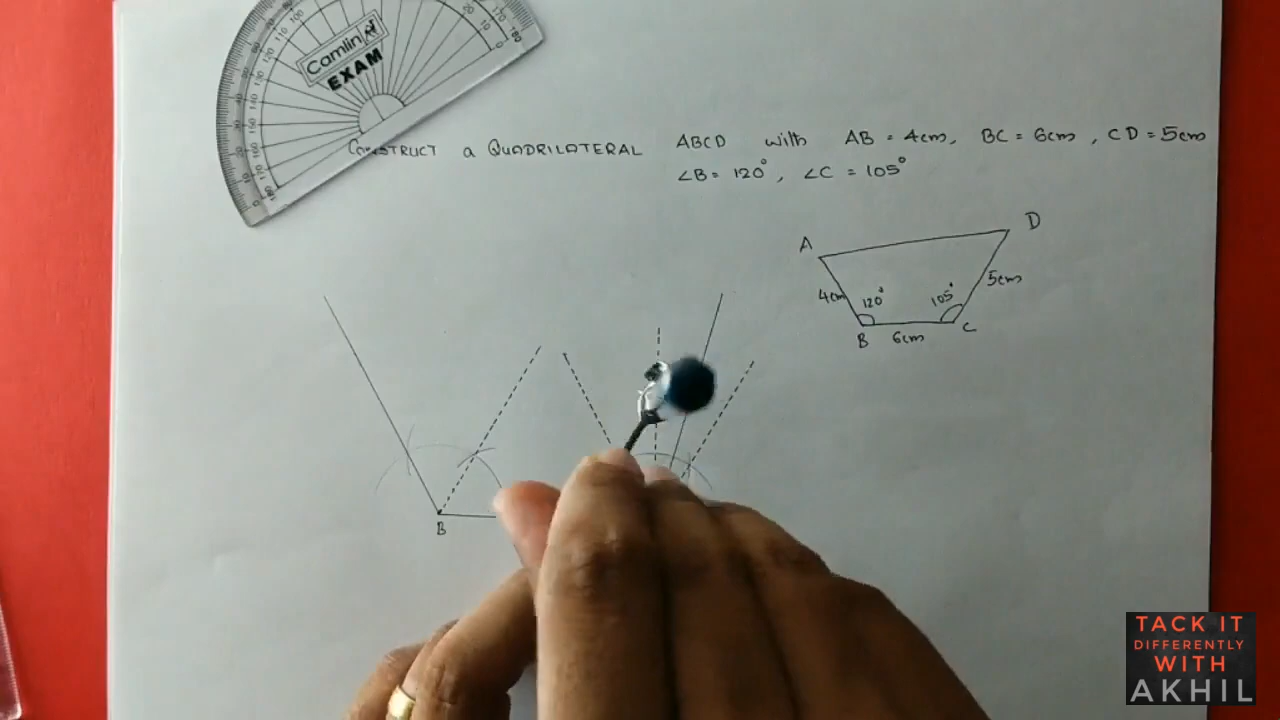 Camlin
EXAM
CONSTRUCT a QUADRILATERAL ABCD with AB = 4cm, BC = 6cm, CD = 5cm
∠B = 120°, ∠C = 105°
A
D
4cm
120°
105°
5cm
B
6cm
C
B
TACK IT
DIFFERENTLY
WITH
AKHIL